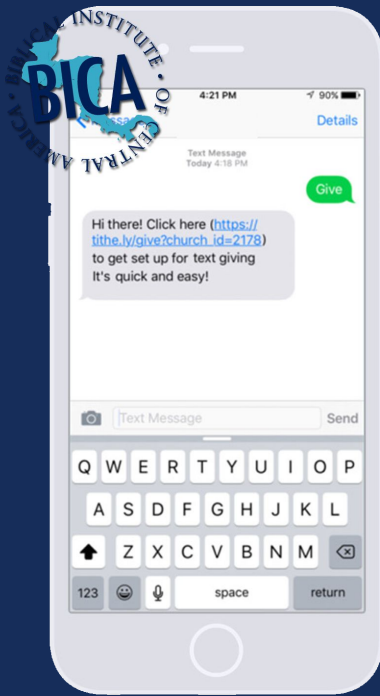 BIBLICAL INSTITUTE OF CENTRAL AMERICA
BICA
4:21 PM
90%
Details
Text Message
Today 4:18 PM
Give
Hi there! Click here (https://
tithe.ly/give?church_id=2178)
to get set up for text giving
It's quick and easy!
Text Message
Send
Q W E R T Y U I O P
A S D F G H J K L
Z X C V B N M
123
space
return